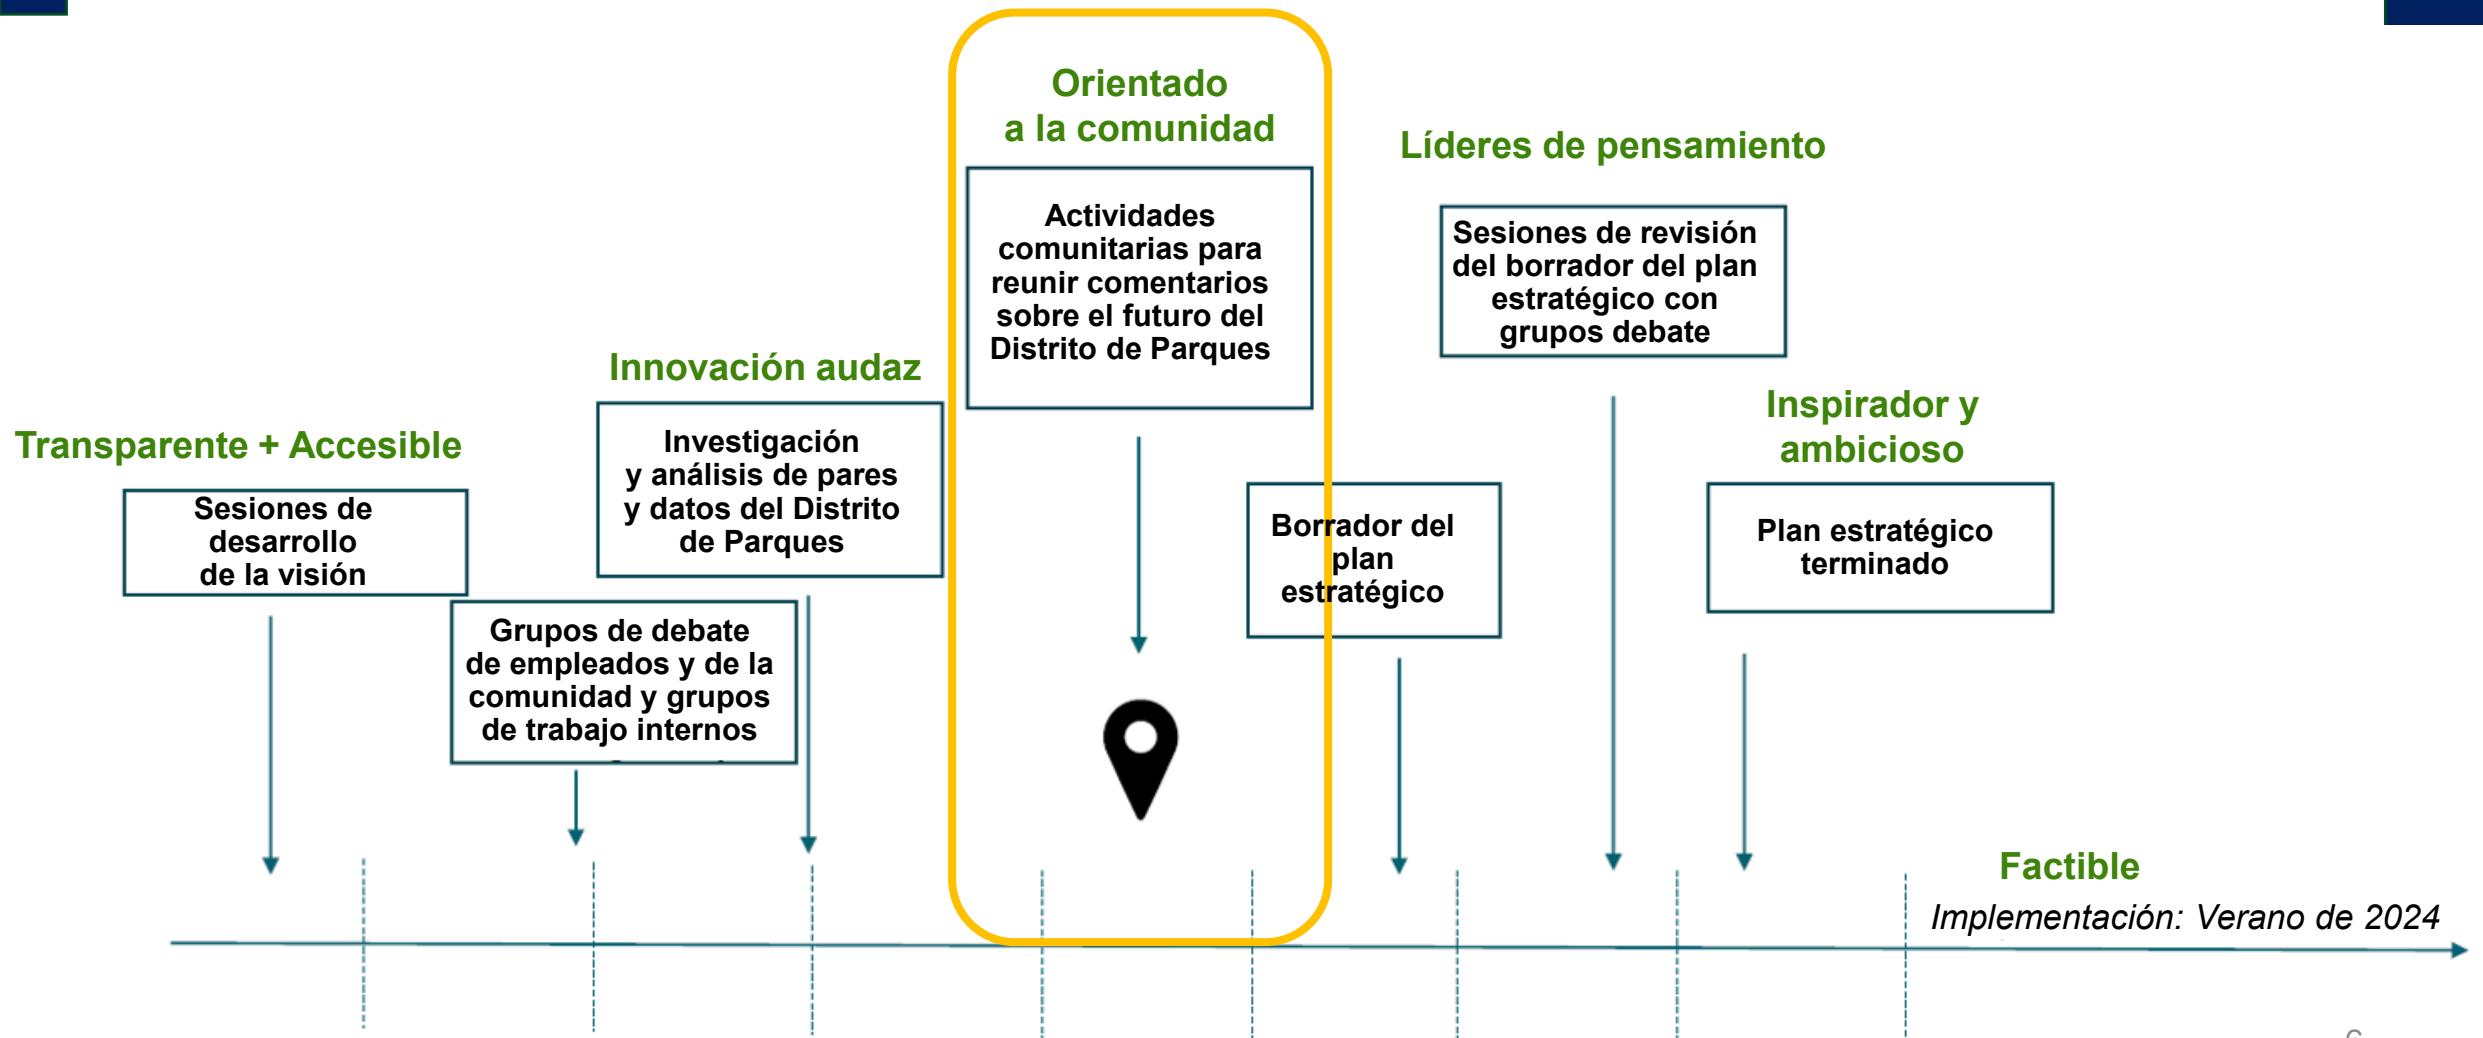 Transparente + Accesible
Sesiones de
desarrollo
de la visión
Grupos de debate
de empleados y de la
comunidad y grupos
de trabajo internos
Innovación audaz
Investigación
y análisis de pares
y datos del Distrito
de Parques
Orientado
a la comunidad
Actividades
comunitarias para
reunir comentarios
sobre el futuro del
Distrito de Parques
Borrador del
plan
estratégico
Líderes de pensamiento
Sesiones de revisión
del borrador del plan
estratégico con
grupos debate
Inspirador y
ambicioso
Plan estratégico
terminado
Factible
Implementación: Verano de 2024